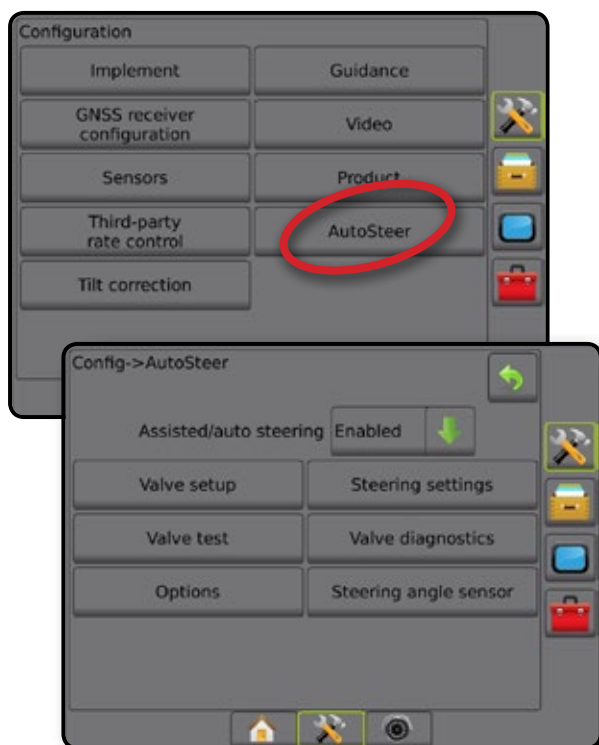 Configuration
Implement
Guidance
GNSS receiver
configuration
Video
Sensors
Product
Third-party
rate control
AutoSteer
Tilt correction
Config->AutoSteer
Assisted/auto steering Enabled
Valve setup
Steering settings
Valve test
Valve diagnostics
Options
Steering angle sensor